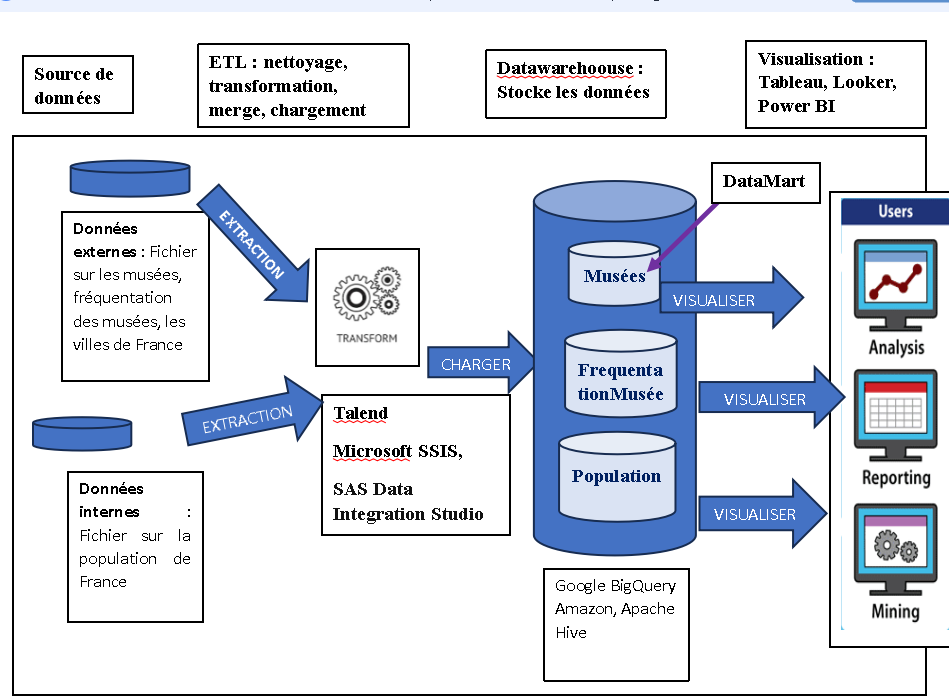 Source de
données
ETL : nettoyage,
transformation,
merge, chargement
Datawarehoouse :
Stocke les données
Visualisation :
Tableau, Looker,
Power BI
DataMart
Données
externes : Fichier
sur les musées,
fréquentation
des musées, les
villes de France
EXTRACTION
TRANSFORM
CHARGER
Musées
VISUALISER
Frequenta
tionMusée
VISUALISER
Population
VISUALISER
Users
Analysis
Reporting
Mining
EXTRACTION
Talend
Microsoft SSIS,
SAS Data
Integration Studio
Données
internes :
Fichier sur la
population de
France
Google BigQuery
Amazon, Apache
Hive